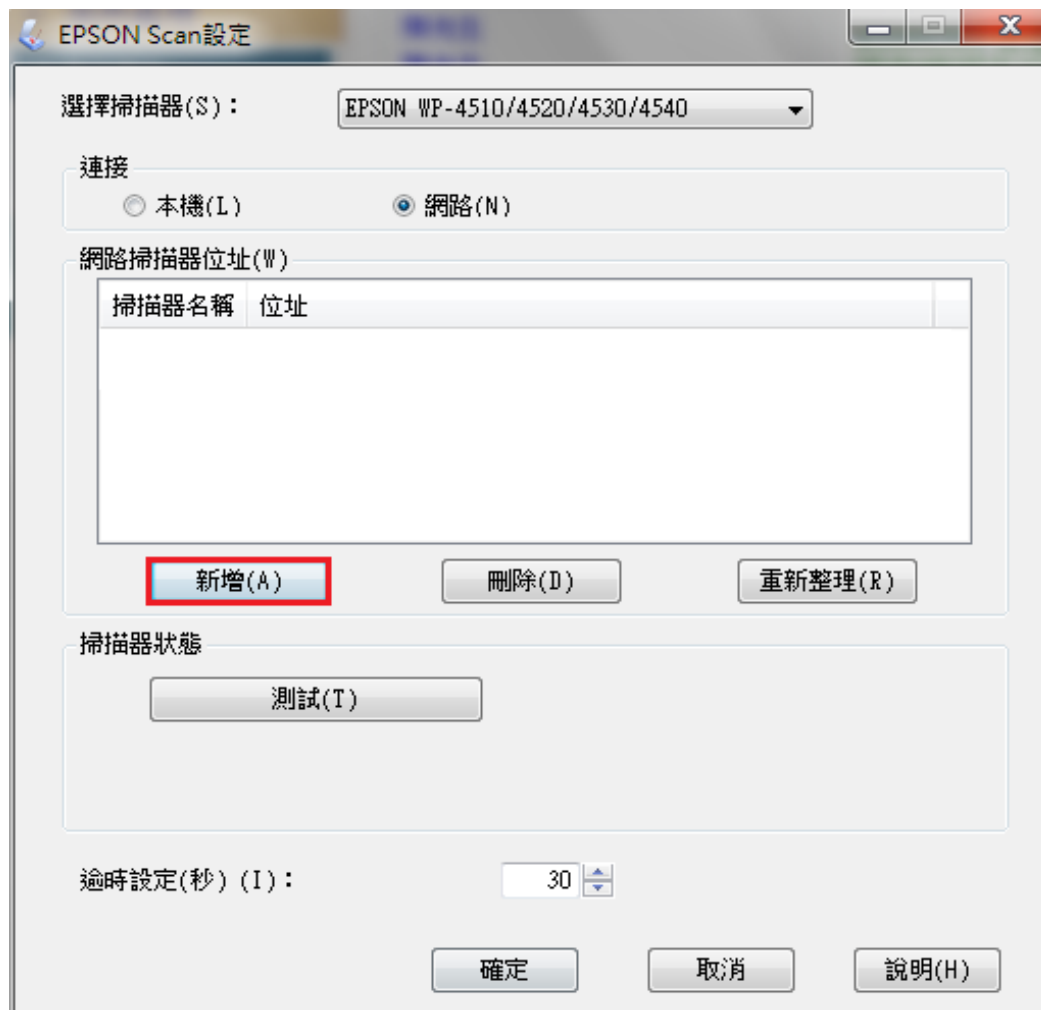 EPSON Scan設定
選擇掃描器(S)： EPSON WP-4510/4520/4530/4540
連接
本機(L) 網路(N)
網路掃描器位址(W)
掃描器名稱 位址
新增(A) 刪除(D) 重新整理(R)
掃描器狀態
測試(T)
逾時設定(秒) (I)： 30
確定 取消 說明(H)